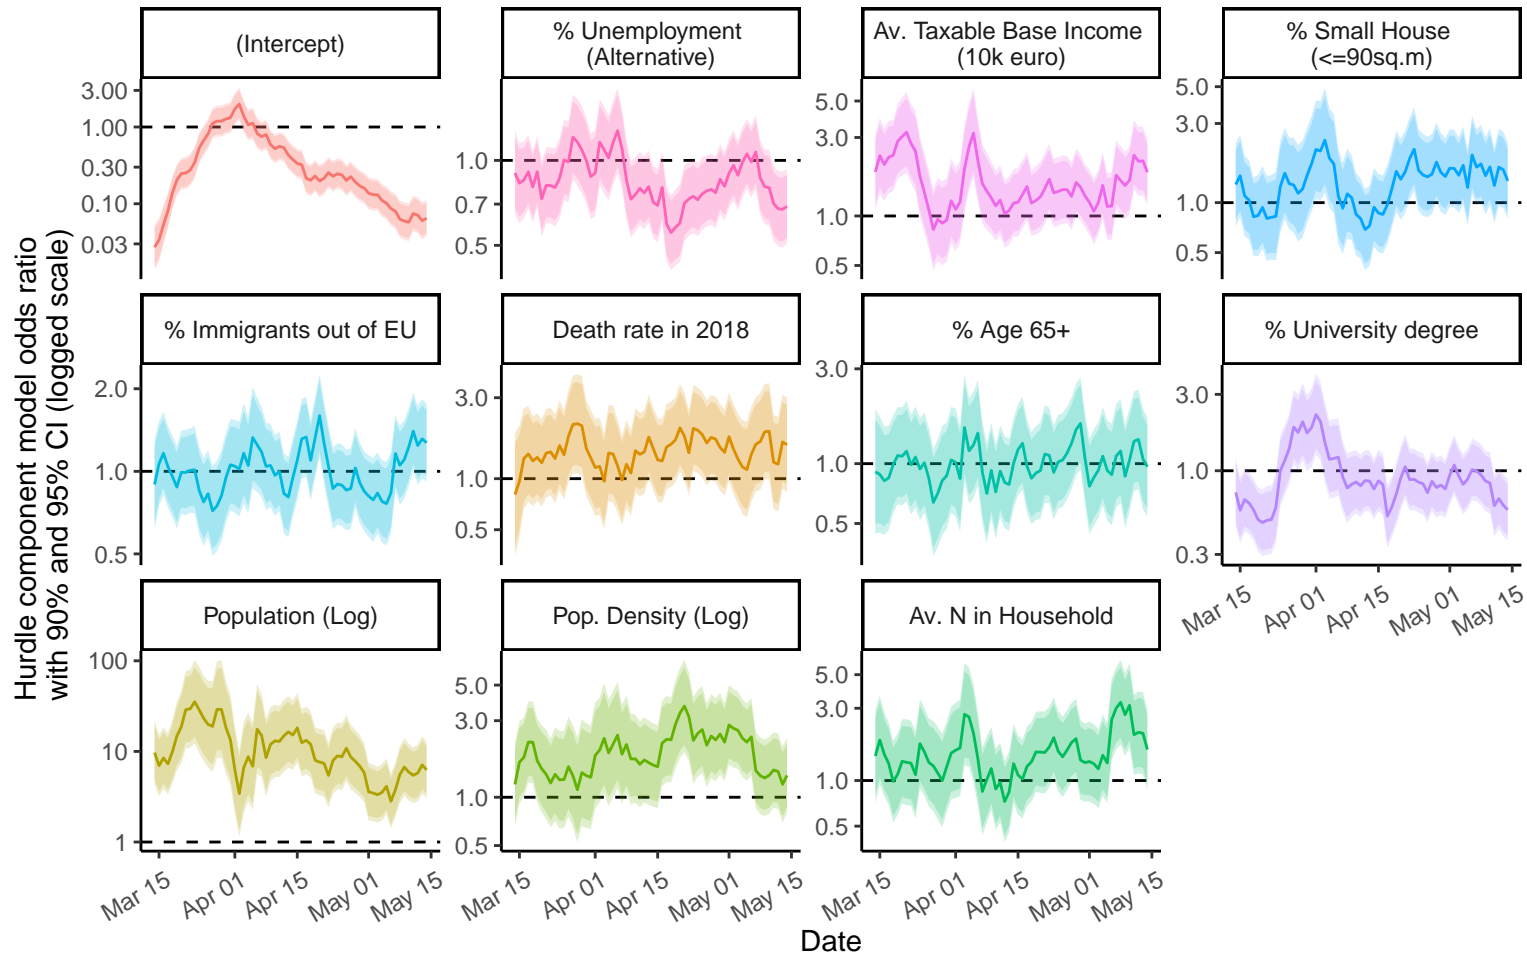 Hurdle component model odds ratio
with 90% and 95% CI (logged scale)
(Intercept)
3.00
1.00
0.30
0.10
0.03
% Unemployment
(Alternative)
1.0
0.7
0.5
Av. Taxable Base Income
(10k euro)
5.0
3.0
1.0
0.5
% Small House
(<=90sq.m)
5.0
3.0
1.0
0.5
% Immigrants out of EU
2.0
1.0
0.5
Death rate in 2018
3.0
1.0
0.5
% Age 65+
3.0
1.0
0.5
% University degree
3.0
1.0
0.3
Mar 15
Apr 01
Apr 15
May 01
May 15
Population (Log)
100
10
1
Mar 15
Apr 01
Apr 15
May 01
May 15
Pop. Density (Log)
5.0
3.0
1.0
0.5
Mar 15
Apr 01
Apr 15
May 01
May 15
Av. N in Household
5.0
3.0
1.0
0.5
Mar 15
Apr 01
Apr 15
May 01
May 15
Date